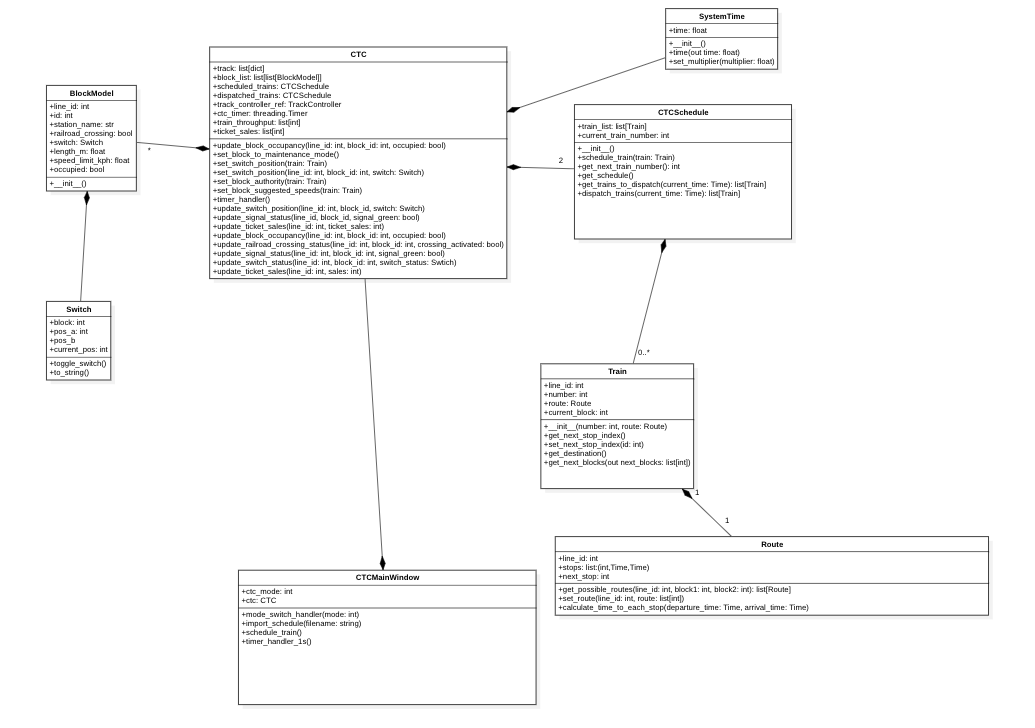 SystemTime
+time: float
+__init__()
+time(out time: float)
+set_multiplier(multiplier: float)
CTC
+track: list[dict]
+block_list: list[list[BlockModel]]
+scheduled_trains: CTCSchedule
+dispatched_trains: CTCSchedule
+track_controller_ref: TrackController
+ctc_timer: threading.Timer
+train_throughput: list[int]
+ticket_sales: list[int]
+update_block_occupancy(line_id: int, block_id: int, occupied: bool)
+set_block_to_maintenance_mode()
+set_switch_position(train: Train)
+set_switch_position(line_id: int, block_id: int, switch: Switch)
+set_block_authority(train: Train)
+set_block_suggested_speeds(train: Train)
+timer_handler()
+update_switch_position(line_id: int, block_id, switch: Switch)
+update_signal_status(line_id, block_id, signal_green: bool)
+update_ticket_sales(line_id: int, ticket_sales: int)
+update_block_occupancy(line_id: int, block_id: int, occupied: bool)
+update_railroad_crossing_status(line_id: int, block_id: int, crossing_activated: bool)
+update_signal_status(line_id: int, block_id: int, signal_green: bool)
+update_switch_status(line_id: int, block_id: int, switch_status: Swtich)
+update_ticket_sales(line_id: int, sales: int)
BlockModel
+line_id: int
+id: int
+station_name: str
+railroad_crossing: bool
+switch: Switch
+length_m: float
+speed_limit_kph: float
+occupied: bool
+__init__()
*
CTCSchedule
+train_list: list[Train]
+current_train_number: int
+__init__()
+schedule_train(train: Train)
+get_next_train_number(): int
+get_schedule()
+get_trains_to_dispatch(current_time: Time): list[Train]
+dispatch_trains(current_time: Time): list[Train]
2
Switch
+block: int
+pos_a: int
+pos_b
+current_pos: int
+toggle_switch()
+to_string()
0..*
Train
+line_id: int
+number: int
+route: Route
+current_block: int
+__init__(number: int, route: Route)
+get_next_stop_index()
+set_next_stop_index(id: int)
+get_destination()
+get_next_blocks(out next_blocks: list[int])
1
1
Route
+line_id: int
+stops: list:(int,Time,Time)
+next_stop: int
+get_possible_routes(line_id: int, block1: int, block2: int): list[Route]
+set_route(line_id: int, route: list[int])
+calculate_time_to_each_stop(departure_time: Time, arrival_time: Time)
CTCMainWindow
+ctc_mode: int
+ctc: CTC
+mode_switch_handler(mode: int)
+import_schedule(filename: string)
+schedule_train()
+timer_handler_1s()